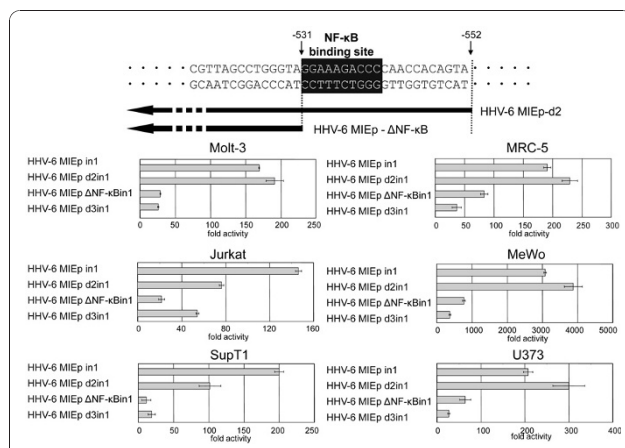 -531 NF-κB -552
binding site
· · · · · CGTTAGCCTGGGTAGGAAAGACCCCAACCACAGTA · · · · ·
· · · · · GCAATCGGACCCATCCTTTCTGGGGTTGGTGTCAT · · · · ·
HHV-6 MIEp-d2
HHV-6 MIEp - ΔNF-κB
Molt-3
HHV-6 MIEp in1
HHV-6 MIEp d2in1
HHV-6 MIEp ΔNF-κBin1
HHV-6 MIEp d3in1
0 50 100 150 200 250
fold activity
MRC-5
HHV-6 MIEp in1
HHV-6 MIEp d2in1
HHV-6 MIEp ΔNF-κBin1
HHV-6 MIEp d3in1
0 100 200 300
fold activity
Jurkat
HHV-6 MIEp in1
HHV-6 MIEp d2in1
HHV-6 MIEp ΔNF-κBin1
HHV-6 MIEp d3in1
0 40 80 120 160
fold activity
MeWo
HHV-6 MIEp in1
HHV-6 MIEp d2in1
HHV-6 MIEp ΔNF-κBin1
HHV-6 MIEp d3in1
0 1000 2000 3000 4000 5000
fold activity
SupT1
HHV-6 MIEp in1
HHV-6 MIEp d2in1
HHV-6 MIEp ΔNF-κBin1
HHV-6 MIEp d3in1
0 50 100 150 200 250
fold activity
U373
HHV-6 MIEp in1
HHV-6 MIEp d2in1
HHV-6 MIEp ΔNF-κBin1
HHV-6 MIEp d3in1
0 100 200 300 400
fold activity